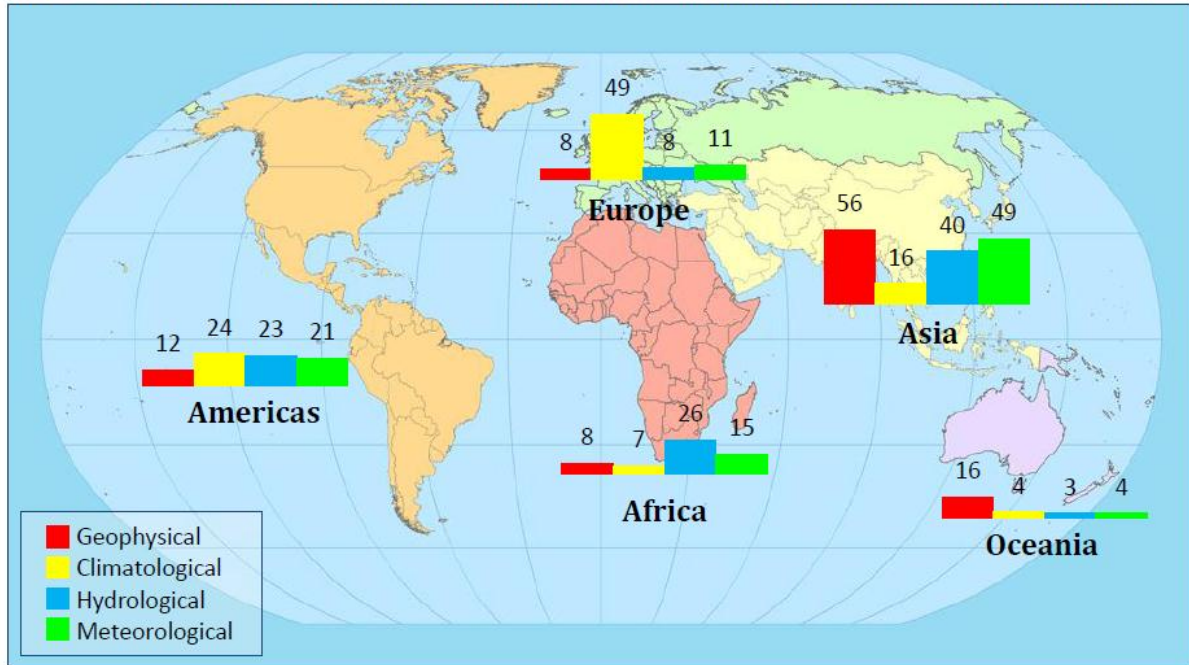 49
8
8
11
Europe
56
16
40
49
Asia
12
24
23
21
Americas
8
7
26
15
Africa
16
4
3
4
Oceania
Geophysical
Climatological
Hydrological
Meteorological